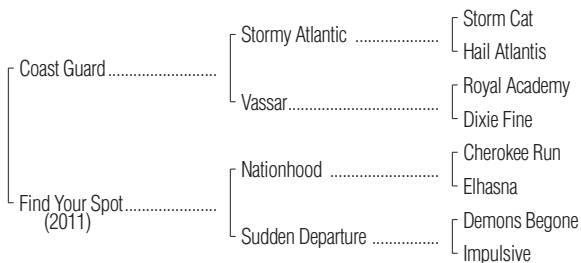 Storm Cat
Stormy Atlantic ..................
Hail Atlantis
Coast Guard........................
Royal Academy
Vassar.................................
Dixie Fine
Cherokee Run
Nationhood ........................
Elhasna
Find Your Spot....................
(2011)
Demons Begone
Sudden Departure ...............
Impulsive